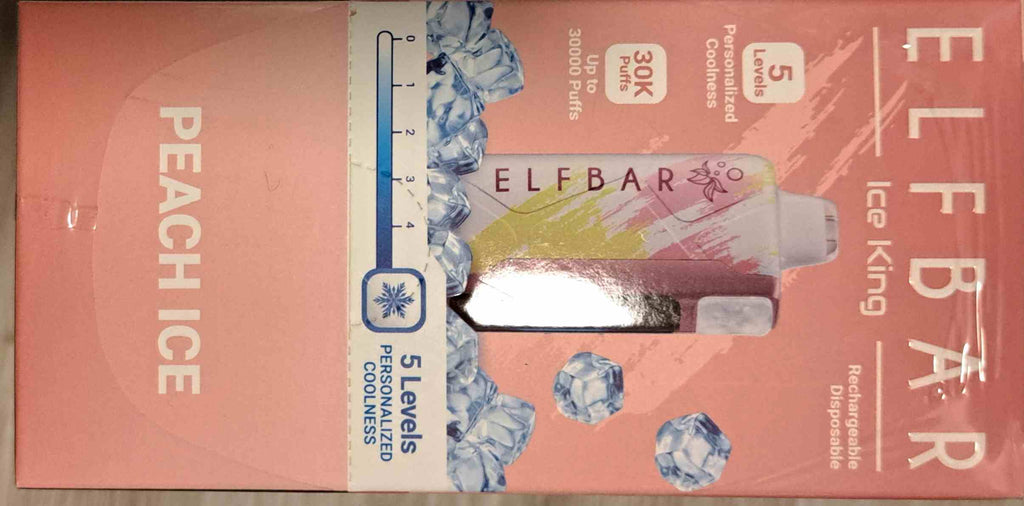 ELFBAR
Ice King
Rechargeable
Disposable
5
Levels
Personalized
Coolness
30K
Puffs
Up to
30000 Puffs
ELFBAR
0 1 2 3 4
5 Levels
PERSONALIZED
COOLNESS
PEACH ICE